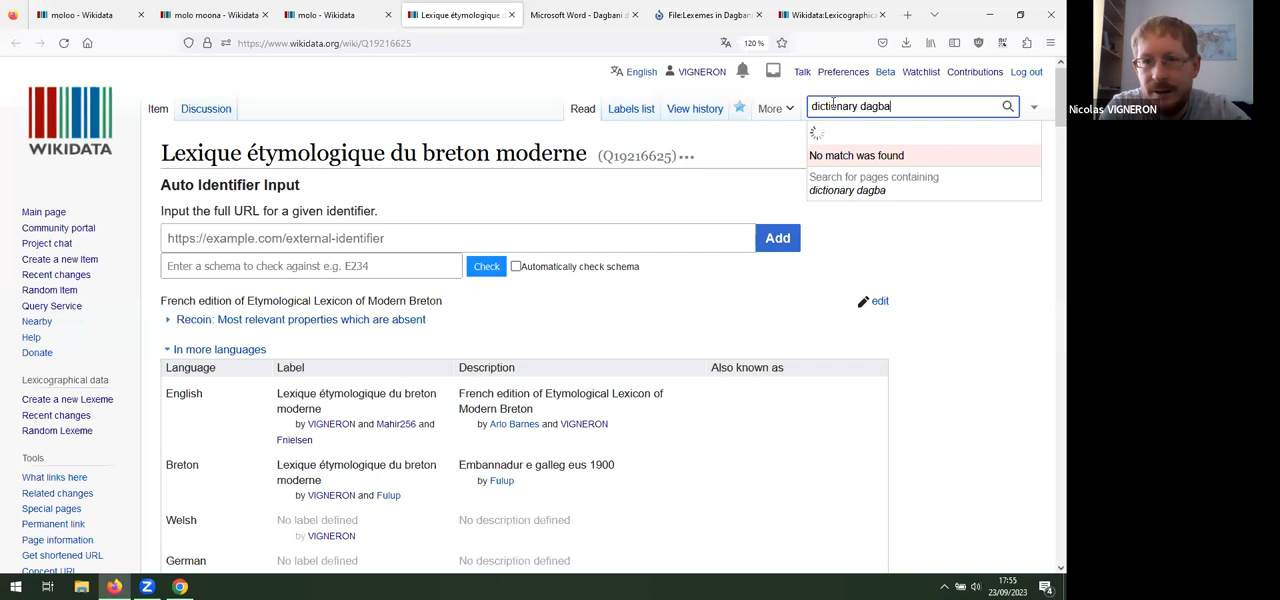 moloo - Wikidata
molo moona - Wikidata
molo - Wikidata
Lexique étymologique d
Microsoft Word - Dagbani d
File:Lexemes in Dagban
Wikidata:Lexicographica
https://www.wikidata.org/wiki/Q19216625
120 %
English
VIGNERON
Talk
Preferences
Beta
Watchlist
Contributions
Log out
WIKIDATA
Item
Discussion
Read
Labels list
View history
More
dictionary dagba
No match was found
Search for pages containing
dictionary dagba
Nicolas VIGNERON
Main page
Community portal
Project chat
Create a new Item
Recent changes
Random Item
Query Service
Nearby
Help
Donate
Lexicographical data
Create a new Lexeme
Recent changes
Random Lexeme
Tools
What links here
Related changes
Special pages
Permanent link
Page information
Get shortened URL
Concept URI
Lexique étymologique du breton moderne (Q19216625)
Auto Identifier Input
Input the full URL for a given identifier.
https://example.com/external-identifier
Add
Enter a schema to check against e.g. E234
Check
Automatically check schema
French edition of Etymological Lexicon of Modern Breton
edit
Recoin: Most relevant properties which are absent
In more languages
Language Label Description Also known as
English
Lexique étymologique du breton
moderne
by VIGNERON and Mahir256 and
Fnielsen
French edition of Etymological Lexicon of
Modern Breton
by Arlo Barnes and VIGNERON
Breton
Lexique étymologique du breton
moderne
by VIGNERON and Fulup
Embannadur e galleg eus 1900
by Fulup
Welsh
No label defined
by VIGNERON
No description defined
German
No label defined
No description defined
17:55
23/09/2023
4